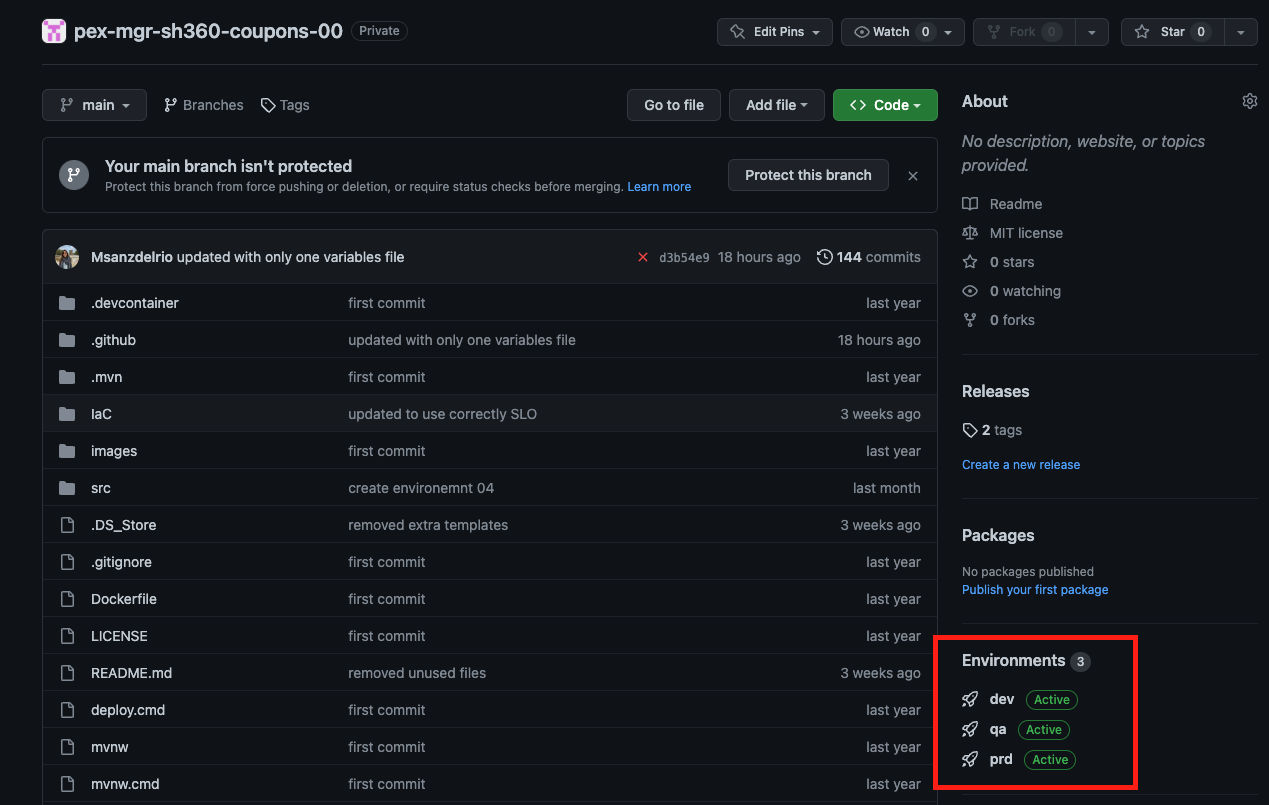 pex-mgr-sh360-coupons-00 Private Edit Pins Watch 0 Fork 0 Star 0
main Branches Tags Go to file Add file <> Code
Your main branch isn't protected
Protect this branch from force pushing or deletion, or require status checks before merging. Learn more
Protect this branch
Msanzdelrio updated with only one variables file d3b54e9 18 hours ago 144 commits
.devcontainer first commit last year
.github updated with only one variables file 18 hours ago
.mvn first commit last year
IaC updated to use correctly SLO 3 weeks ago
images first commit last year
src create environemnt 04 last month
.DS_Store removed extra templates 3 weeks ago
.gitignore first commit last year
Dockerfile first commit last year
LICENSE first commit last year
README.md removed unused files 3 weeks ago
deploy.cmd first commit last year
mvnw first commit last year
mvnw.cmd first commit last year
About
No description, website, or topics
provided.
Readme
MIT license
0 stars
0 watching
0 forks
Releases
2 tags
Create a new release
Packages
No packages published
Publish your first package
Environments 3
dev Active
qa Active
prd Active